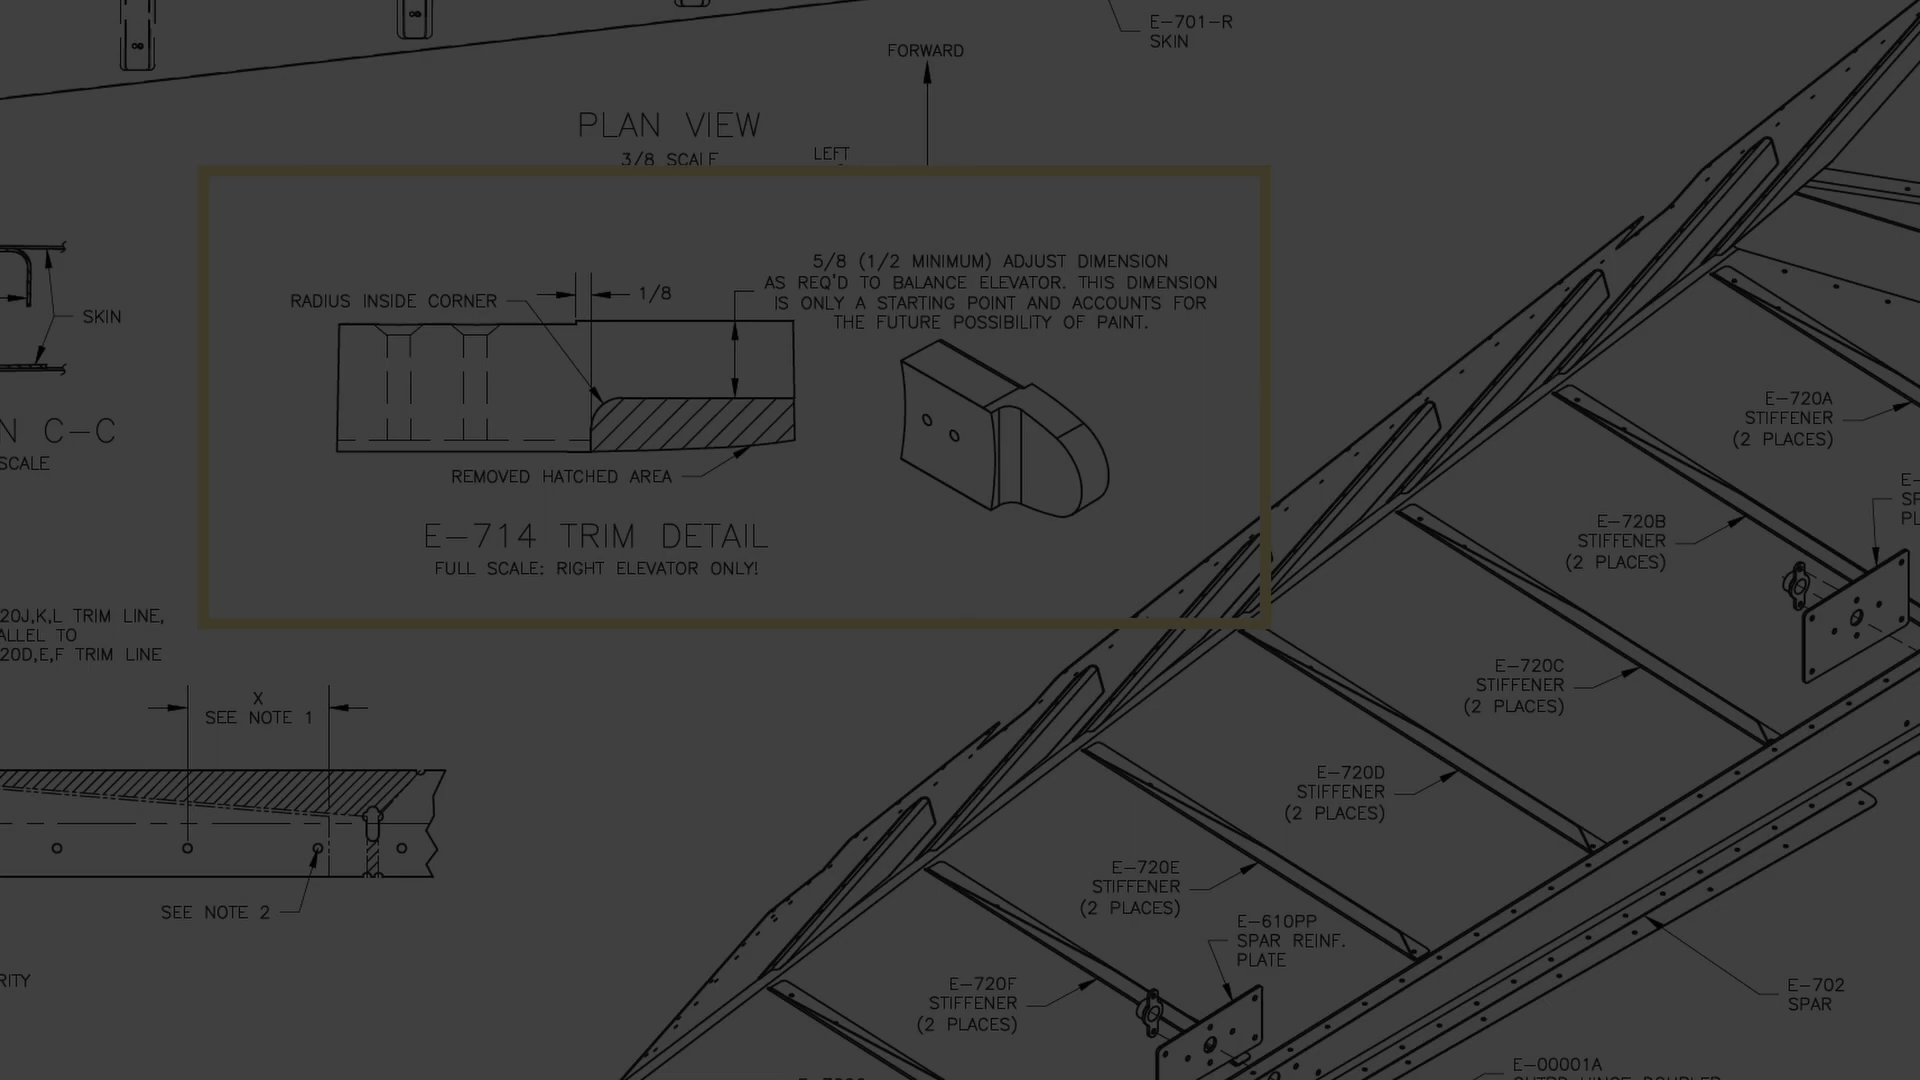 E-701-R
SKIN
FORWARD
PLAN VIEW
3/8 SCALE
LEFT
5/8 (1/2 MINIMUM) ADJUST DIMENSION
AS REQ'D TO BALANCE ELEVATOR. THIS DIMENSION
IS ONLY A STARTING POINT AND ACCOUNTS FOR
THE FUTURE POSSIBILITY OF PAINT.
RADIUS INSIDE CORNER
1/8
SKIN
REMOVED HATCHED AREA
N C-C
SCALE
E-714 TRIM DETAIL
FULL SCALE: RIGHT ELEVATOR ONLY!
20J,K,L TRIM LINE,
ALLEL TO
20D,E,F TRIM LINE
X
SEE NOTE 1
SEE NOTE 2
RITY
E-720A
STIFFENER
(2 PLACES)
E-
SP
PL
E-720B
STIFFENER
(2 PLACES)
E-720C
STIFFENER
(2 PLACES)
E-720D
STIFFENER
(2 PLACES)
E-720E
STIFFENER
(2 PLACES)
E-610PP
SPAR REINF.
PLATE
E-720F
STIFFENER
(2 PLACES)
E-702
SPAR
E-00001A